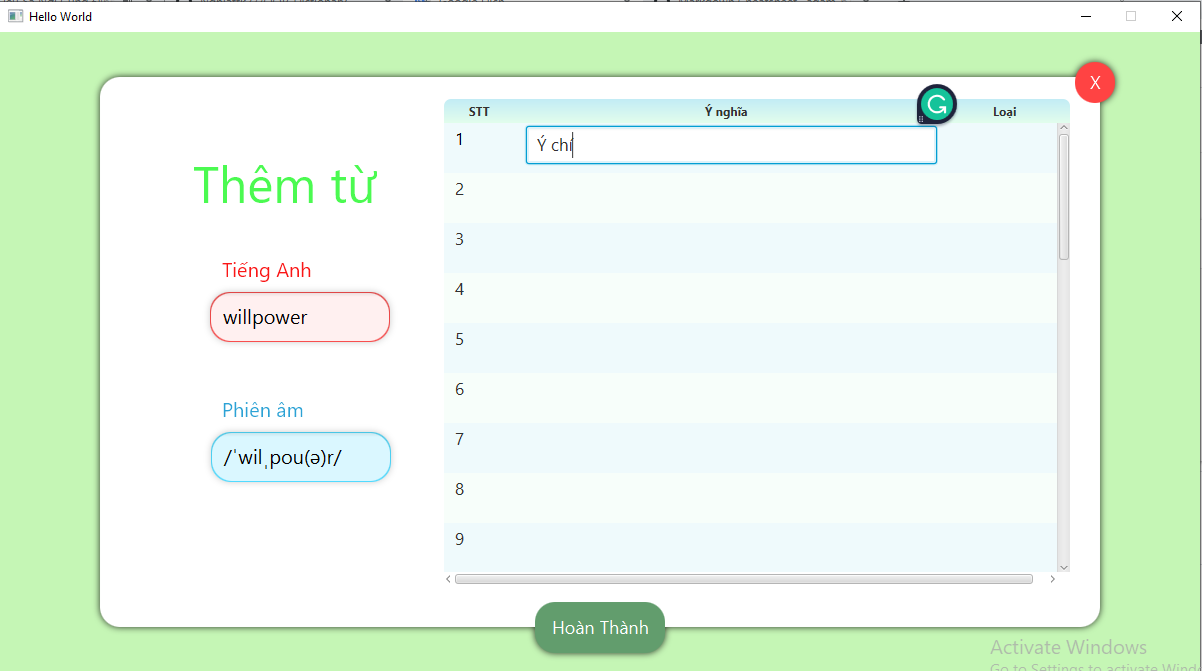 Hello World
X
STT Ý nghĩa Loại
1 Ý chí
Thêm từ
2
3
Tiếng Anh
4
willpower
5
6
Phiên âm
7
/ˈwilˌpou(ə)r/
8
9
Hoàn Thành
Activate Windows
Go to Settings to activate Wind